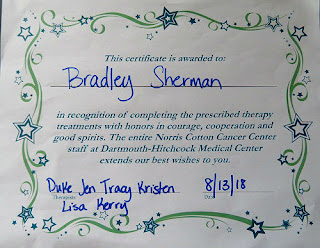 This certificate is awarded to:
Bradley Sherman
in recognition of completing the prescribed therapy
treatments with honors in courage, cooperation and
good spirits. The entire Norris Cotton Cancer Center
staff at Dartmouth-Hitchcock Medical Center
extends our best wishes to you.
Duke Jen Tracy Kristen 8/13/18
Therapists Date
Lisa Kerry